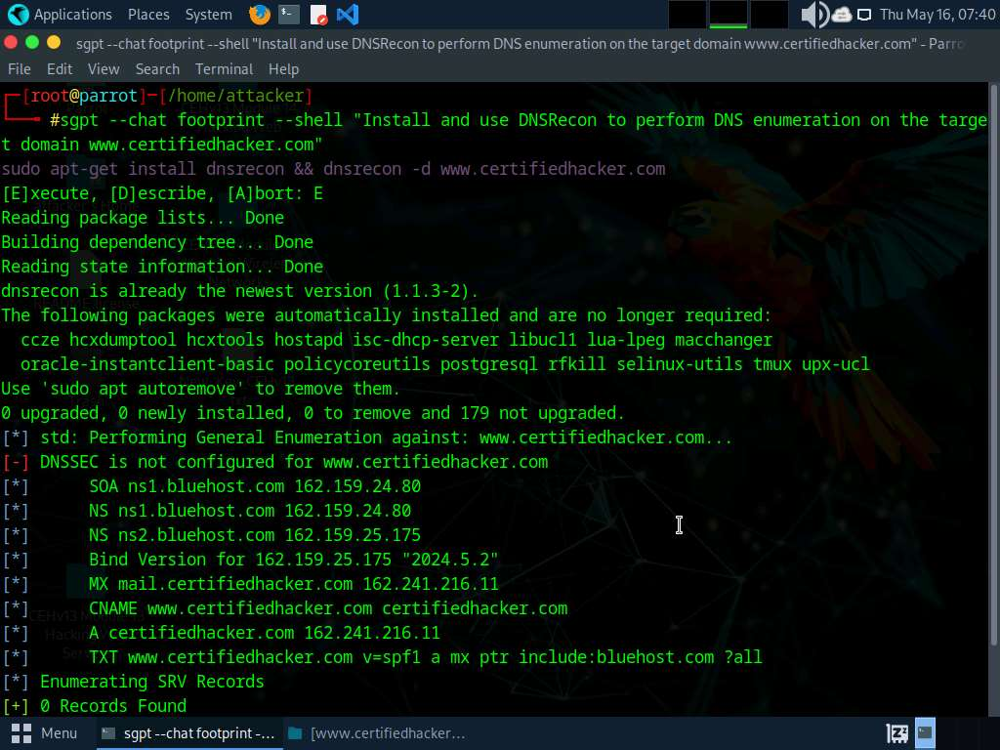 Applications Places System Thu May 16, 07:40
sgpt --chat footprint --shell "Install and use DNSRecon to perform DNS enumeration on the target domain www.certifiedhacker.com" - Parro
File Edit View Search Terminal Help
┌─[root@parrot]─[/home/attacker]
└──╼ #sgpt --chat footprint --shell "Install and use DNSRecon to perform DNS enumeration on the targe
t domain www.certifiedhacker.com"
sudo apt-get install dnsrecon && dnsrecon -d www.certifiedhacker.com
[E]xecute, [D]escribe, [A]bort: E
Reading package lists... Done
Building dependency tree... Done
Reading state information... Done
dnsrecon is already the newest version (1.1.3-2).
The following packages were automatically installed and are no longer required:
ccze hcxdumptool hcxtools hostapd isc-dhcp-server libucl1 lua-lpeg macchanger
oracle-instantclient-basic policycoreutils postgresql rfkill selinux-utils tmux upx-ucl
Use 'sudo apt autoremove' to remove them.
0 upgraded, 0 newly installed, 0 to remove and 179 not upgraded.
[*] std: Performing General Enumeration against: www.certifiedhacker.com...
[-] DNSSEC is not configured for www.certifiedhacker.com
[*] SOA ns1.bluehost.com 162.159.24.80
[*] NS ns1.bluehost.com 162.159.24.80
[*] NS ns2.bluehost.com 162.159.25.175
[*] Bind Version for 162.159.25.175 "2024.5.2"
[*] MX mail.certifiedhacker.com 162.241.216.11
[*] CNAME www.certifiedhacker.com certifiedhacker.com
[*] A certifiedhacker.com 162.241.216.11
[*] TXT www.certifiedhacker.com v=spf1 a mx ptr include:bluehost.com ?all
[*] Enumerating SRV Records
[+] 0 Records Found
Menu sgpt --chat footprint -... [www.certifiedhacker...